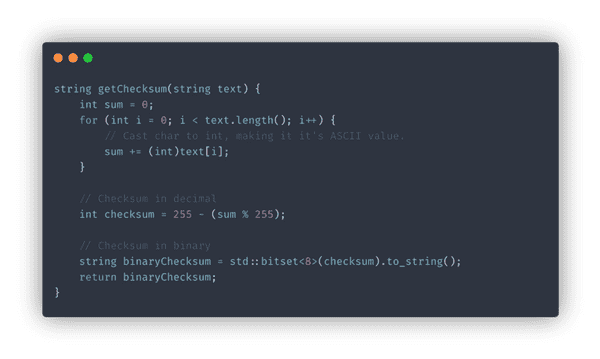 string getChecksum(string text) {
    int sum = 0;
    for (int i = 0; i < text.length(); i++) {
        // Cast char to int, making it it's ASCII value.
        sum += (int)text[i];
    }

    // Checksum in decimal
    int checksum = 255 - (sum % 255);

    // Checksum in binary
    string binaryChecksum = std::bitset<8>(checksum).to_string();
    return binaryChecksum;
}